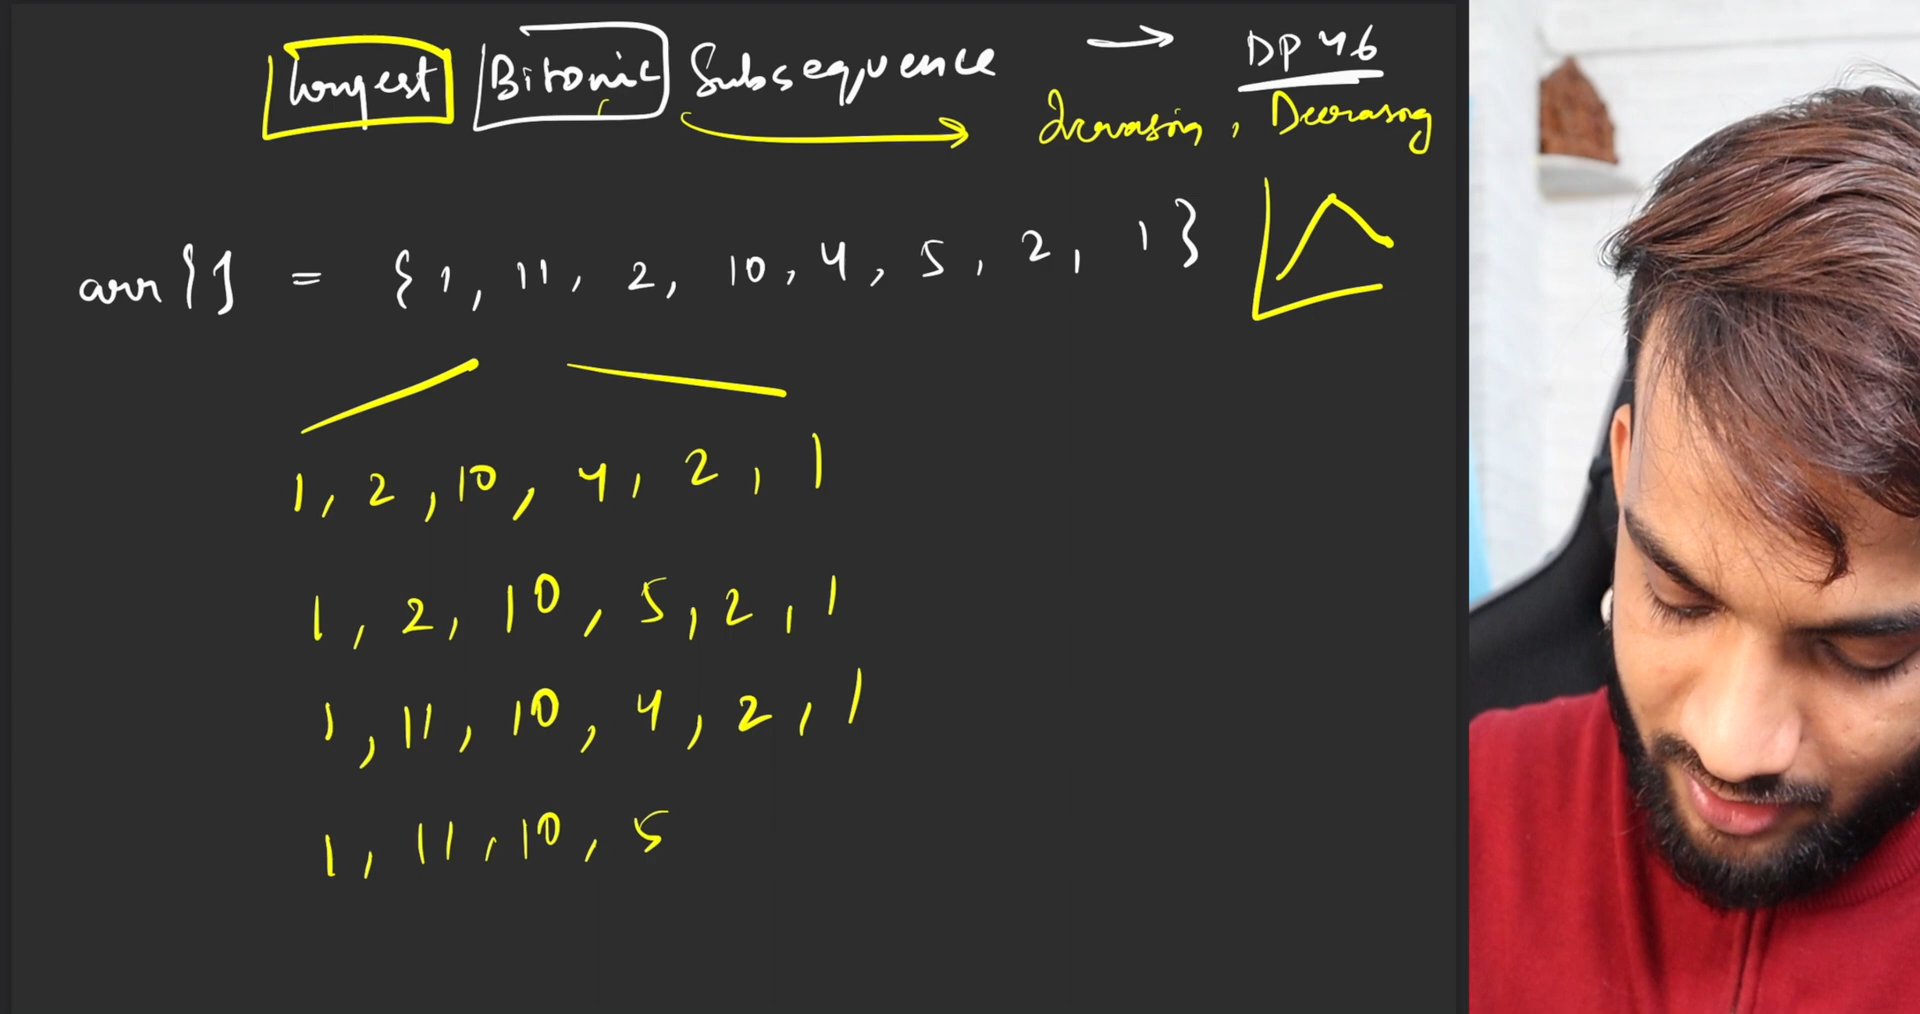 Longest Bitonic Subsequence → DP 46
Increasing, Decreasing
arr[] = {1, 11, 2, 10, 4, 5, 2, 1}
1, 2, 10, 4, 2, 1
1, 2, 10, 5, 2, 1
1, 11, 10, 4, 2, 1
1, 11, 10, 5